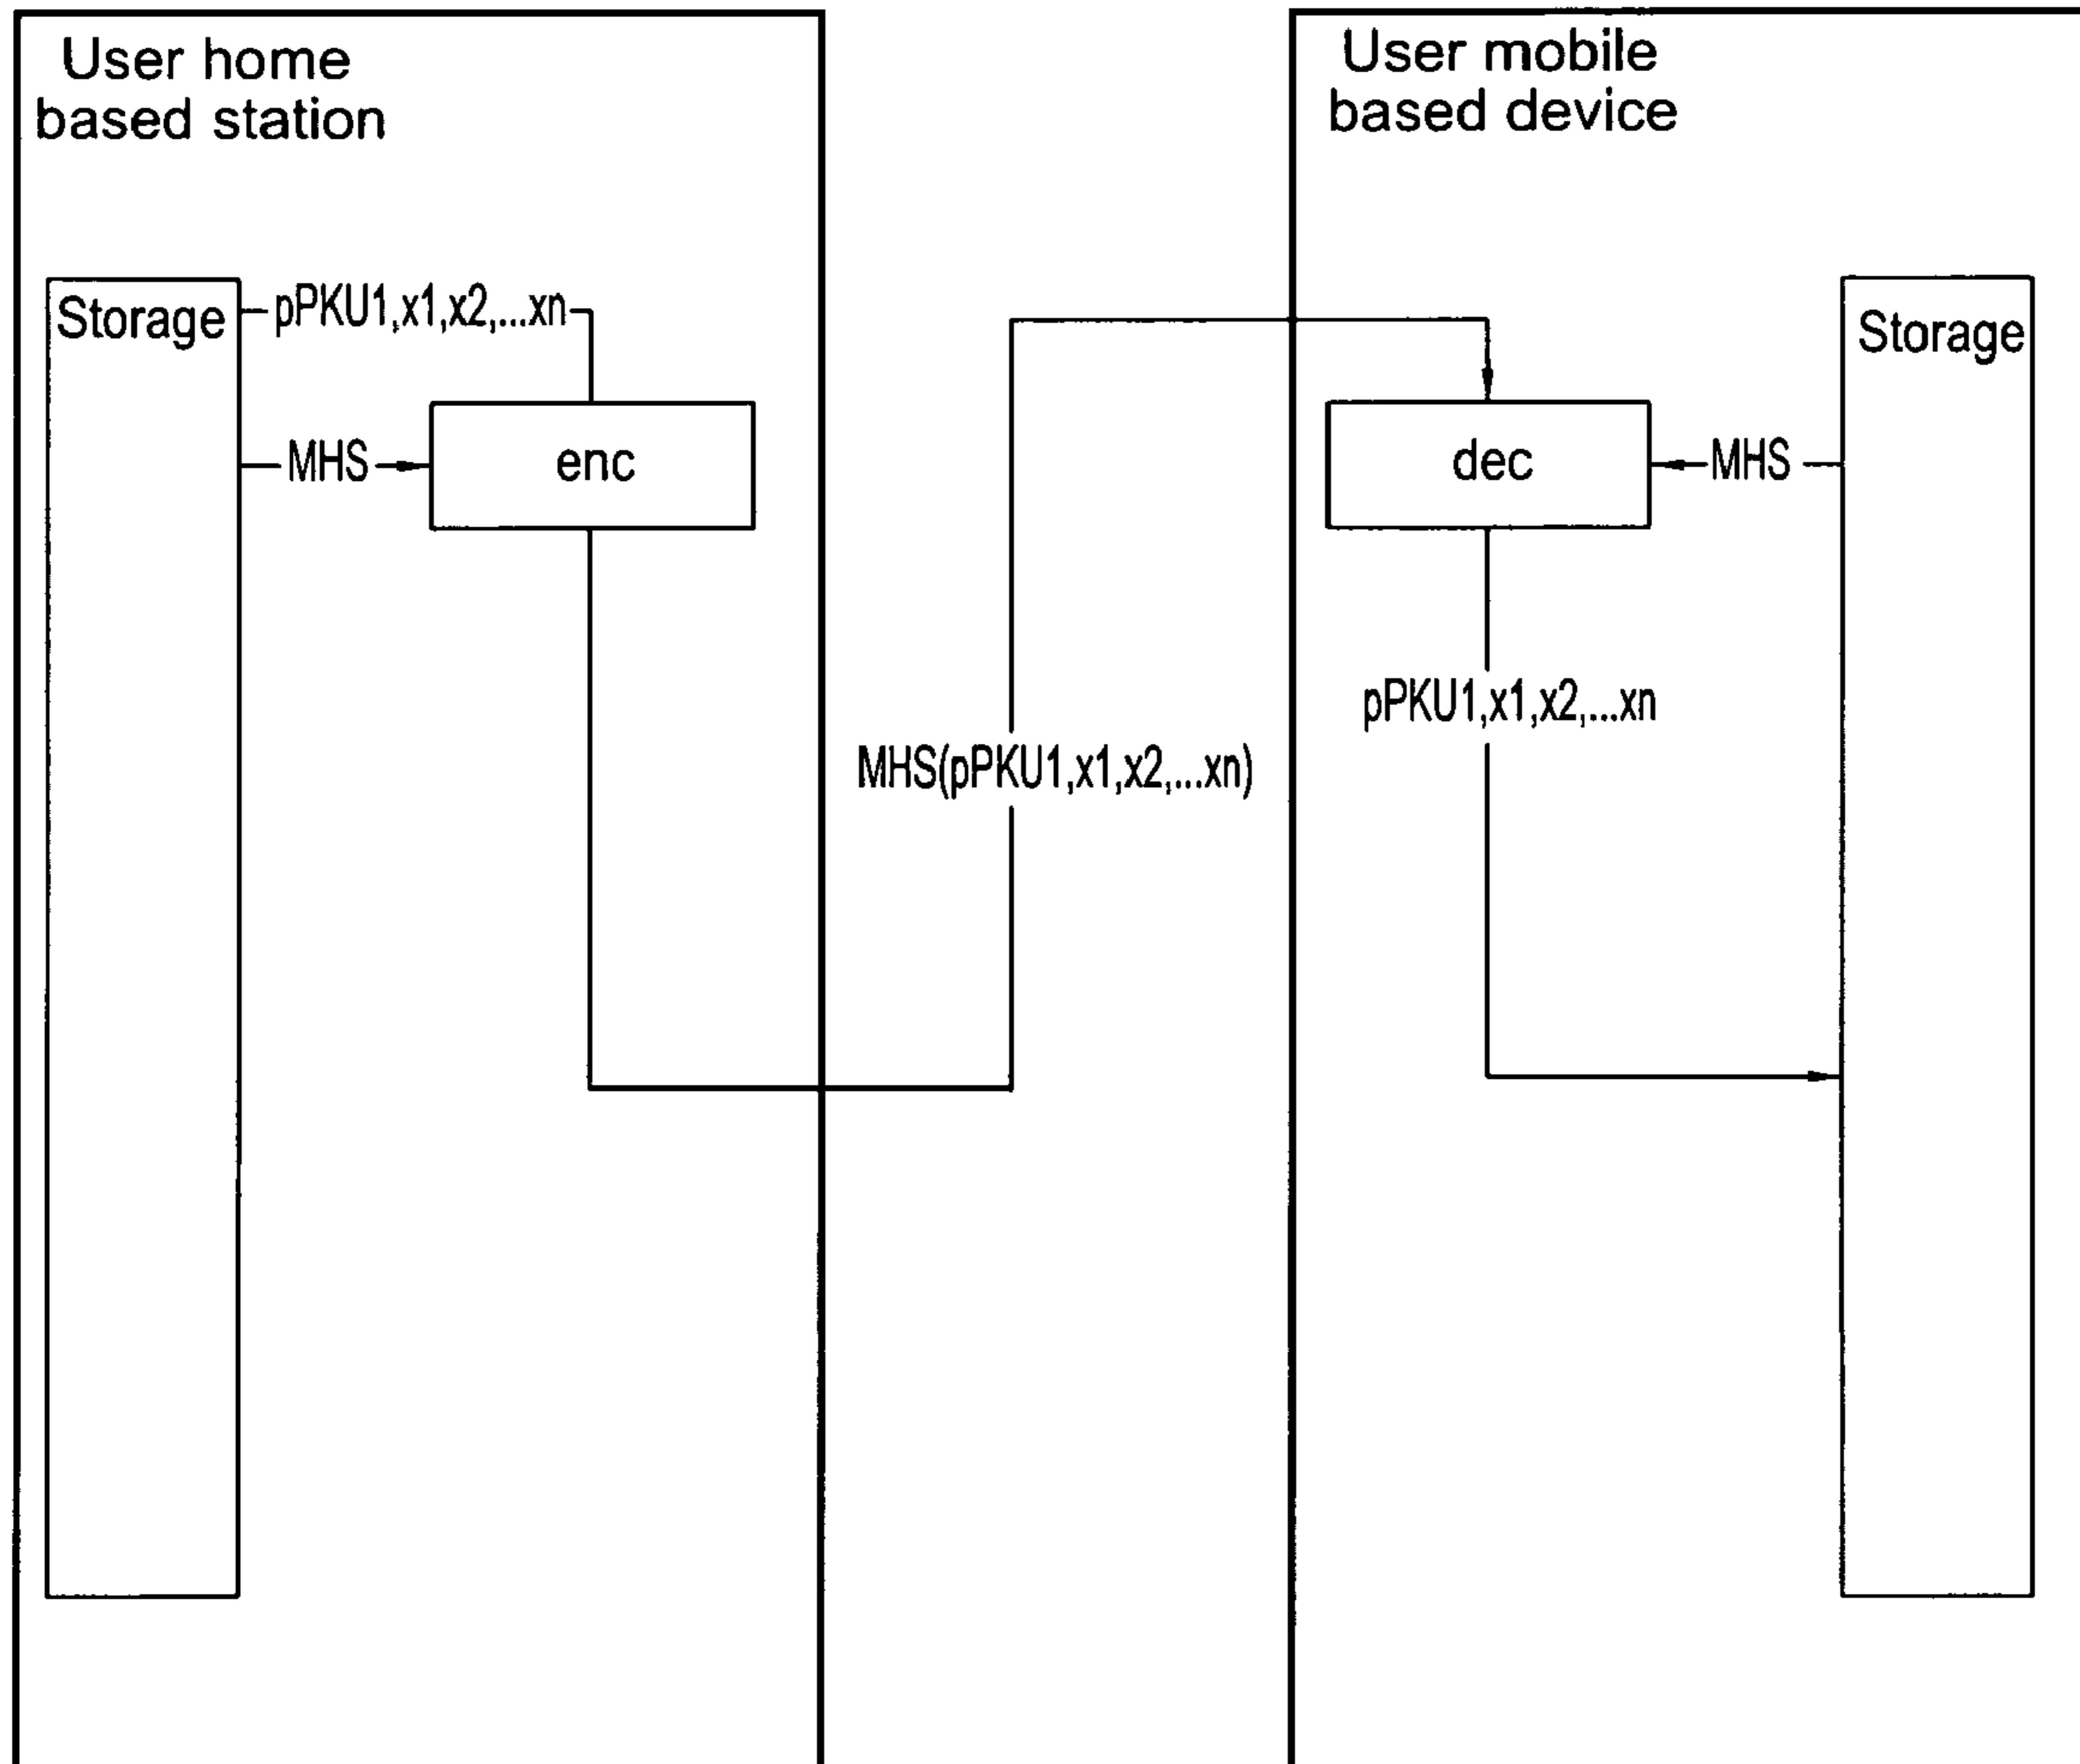 User home
based station
Storage
pPKU1,x1,x2,...xn
MHS
enc
MHS(pPKU1,x1,x2,...xn)
User mobile
based device
Storage
dec
MHS
pPKU1,x1,x2,...xn